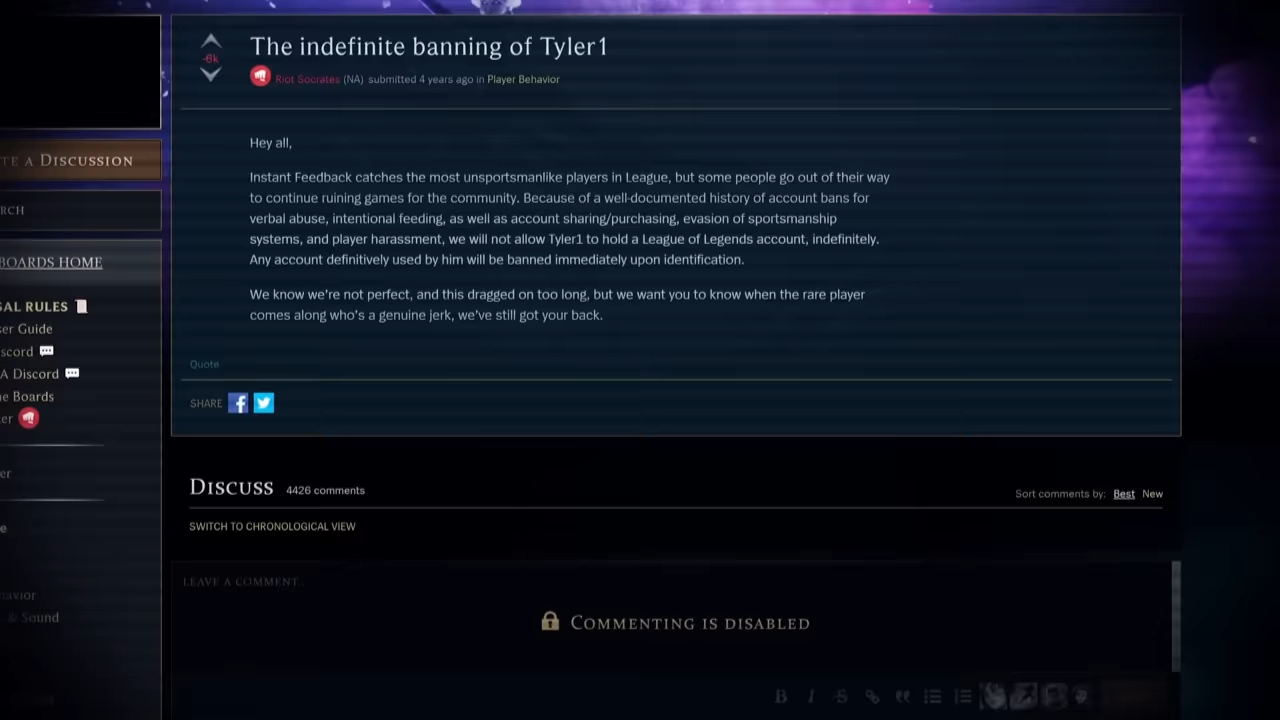 The indefinite banning of Tyler1
-6k
Riot Socrates (NA) submitted 4 years ago in Player Behavior
Hey all,
Instant Feedback catches the most unsportsmanlike players in League, but some people go out of their way
to continue ruining games for the community. Because of a well-documented history of account bans for
verbal abuse, intentional feeding, as well as account sharing/purchasing, evasion of sportsmanship
systems, and player harassment, we will not allow Tyler1 to hold a League of Legends account, indefinitely.
Any account definitively used by him will be banned immediately upon identification.
We know we're not perfect, and this dragged on too long, but we want you to know when the rare player
comes along who's a genuine jerk, we've still got your back.
Quote
SHARE
DISCUSS 4426 comments
Sort comments by: Best New
SWITCH TO CHRONOLOGICAL VIEW
LEAVE A COMMENT..
COMMENTING IS DISABLED
B I S
TE A DISCUSSION
RCH
BOARDS HOME
SAL RULES
ser Guide
scord
A Discord
he Boards
er
er
e
havior
& Sound